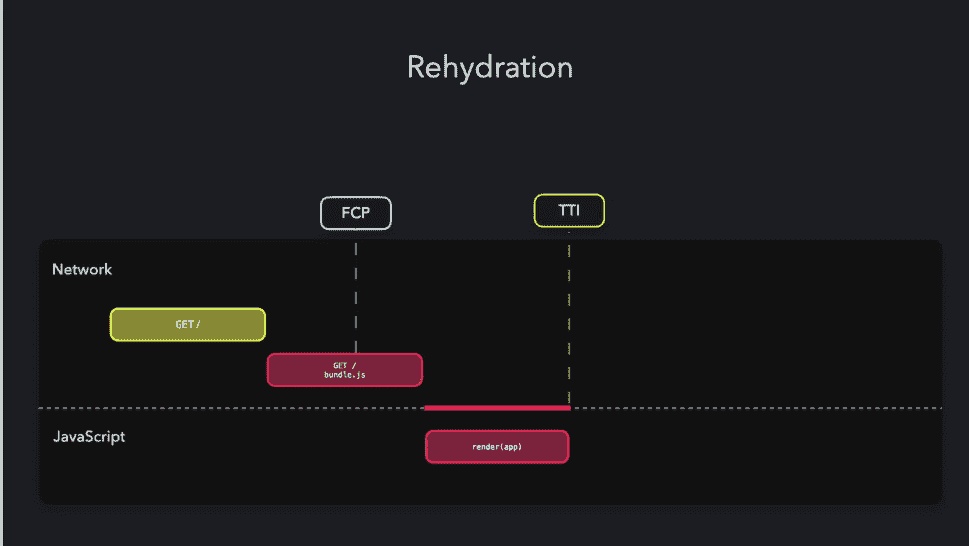 Rehydration
FCP
TTI
Network
GET /
GET /
bundle.js
JavaScript
render(app)